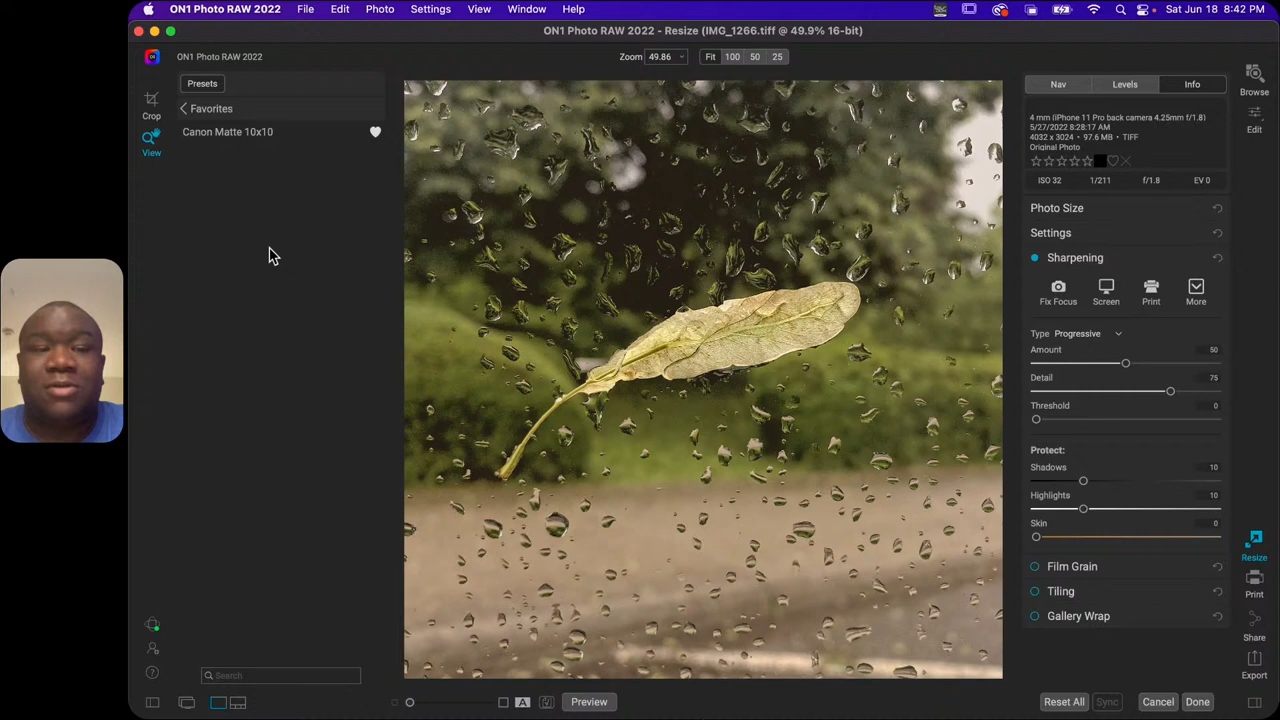 ON1 Photo RAW 2022 File Edit Photo Settings View Window Help Sat Jun 18 8:42 PM
ON1 Photo RAW 2022 - Resize (IMG_1266.tiff @ 49.9% 16-bit)
ON1 Photo RAW 2022
Zoom 49.86 Fit 100 50 25
Presets
Favorites
Canon Matte 10x10
Crop
View
Search
A
Preview
Nav Levels Info
4 mm (iPhone 11 Pro back camera 4.25mm f/1.8)
5/27/2022 8:28:17 AM
4032 x 3024 • 97.6 MB • TIFF
Original Photo
ISO 32 1/211 f/1.8 EV 0
Photo Size
Settings
Sharpening
Fix Focus Screen Print More
Type Progressive
Amount 50
Detail 75
Threshold 0
Protect:
Shadows 10
Highlights 10
Skin 0
Film Grain
Tiling
Gallery Wrap
Reset All Sync Cancel Done
Browse
Edit
Resize
Print
Share
Export